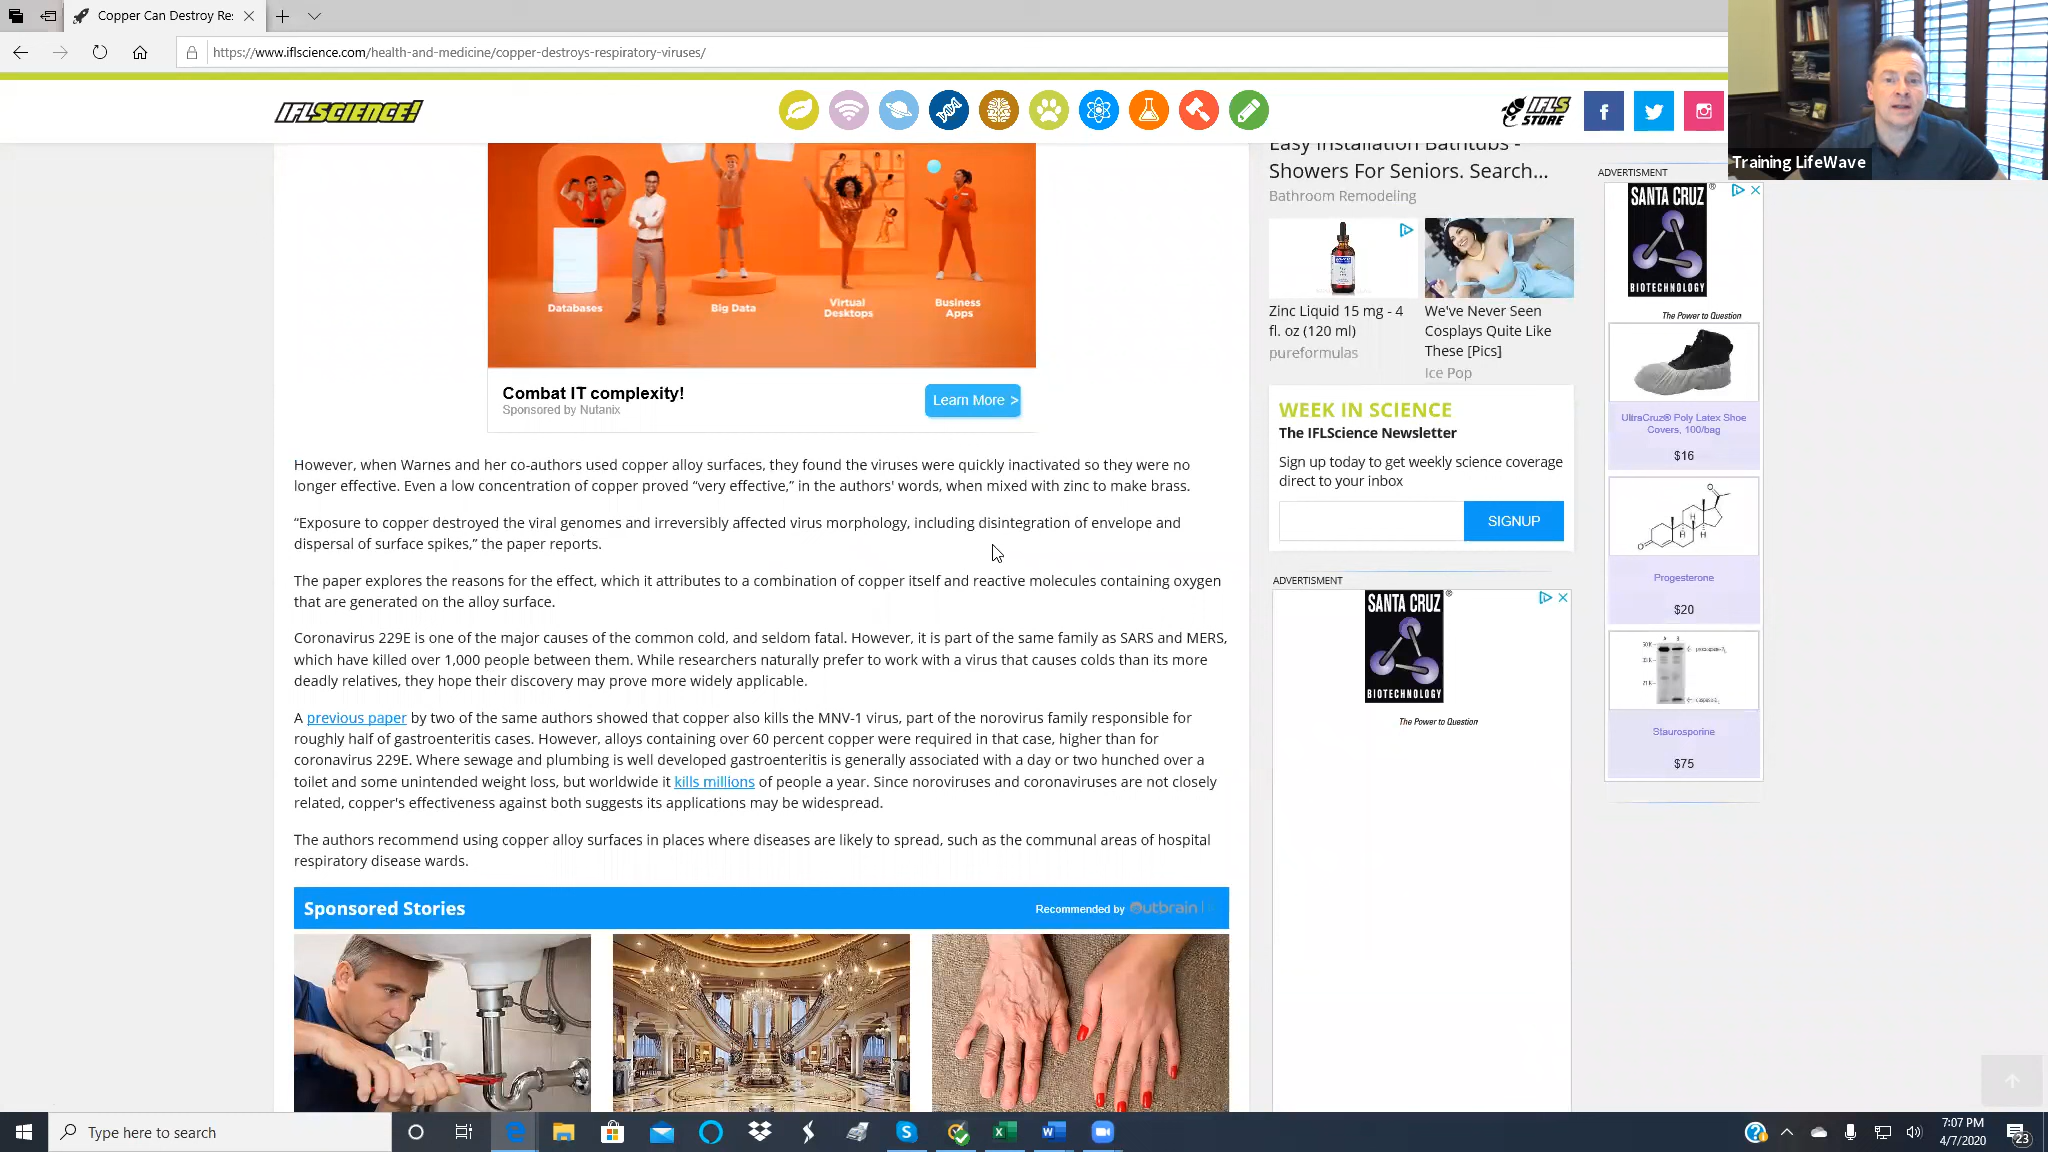 Copper Can Destroy Re
https://www.iflscience.com/health-and-medicine/copper-destroys-respiratory-viruses/
IFLSCIENCE!
IFLS
STORE
Training LifeWave
Databases
Big Data
Virtual
Desktops
Business
Apps
Combat IT complexity!
Sponsored by Nutanix
Learn More >
However, when Warnes and her co-authors used copper alloy surfaces, they found the viruses were quickly inactivated so they were no
longer effective. Even a low concentration of copper proved “very effective,” in the authors' words, when mixed with zinc to make brass.
“Exposure to copper destroyed the viral genomes and irreversibly affected virus morphology, including disintegration of envelope and
dispersal of surface spikes,” the paper reports.
The paper explores the reasons for the effect, which it attributes to a combination of copper itself and reactive molecules containing oxygen
that are generated on the alloy surface.
Coronavirus 229E is one of the major causes of the common cold, and seldom fatal. However, it is part of the same family as SARS and MERS,
which have killed over 1,000 people between them. While researchers naturally prefer to work with a virus that causes colds than its more
deadly relatives, they hope their discovery may prove more widely applicable.
A previous paper by two of the same authors showed that copper also kills the MNV-1 virus, part of the norovirus family responsible for
roughly half of gastroenteritis cases. However, alloys containing over 60 percent copper were required in that case, higher than for
coronavirus 229E. Where sewage and plumbing is well developed gastroenteritis is generally associated with a day or two hunched over a
toilet and some unintended weight loss, but worldwide it kills millions of people a year. Since noroviruses and coronaviruses are not closely
related, copper's effectiveness against both suggests its applications may be widespread.
The authors recommend using copper alloy surfaces in places where diseases are likely to spread, such as the communal areas of hospital
respiratory disease wards.
Sponsored Stories
Recommended by Outbrain
Easy Installation Bathtubs -
Showers For Seniors. Search...
Bathroom Remodeling
Zinc Liquid 15 mg - 4
fl. oz (120 ml)
pureformulas
We've Never Seen
Cosplays Quite Like
These [Pics]
Ice Pop
WEEK IN SCIENCE
The IFLScience Newsletter
Sign up today to get weekly science coverage
direct to your inbox
SIGNUP
ADVERTISMENT
SANTA CRUZ ®
BIOTECHNOLOGY
The Power to Question
ADVERTISMENT
SANTA CRUZ ®
BIOTECHNOLOGY
The Power to Question
UltraCruz® Poly Latex Shoe
Covers, 100/bag
$16
Progesterone
$20
Staurosporine
$75
Type here to search
7:07 PM
4/7/2020
23